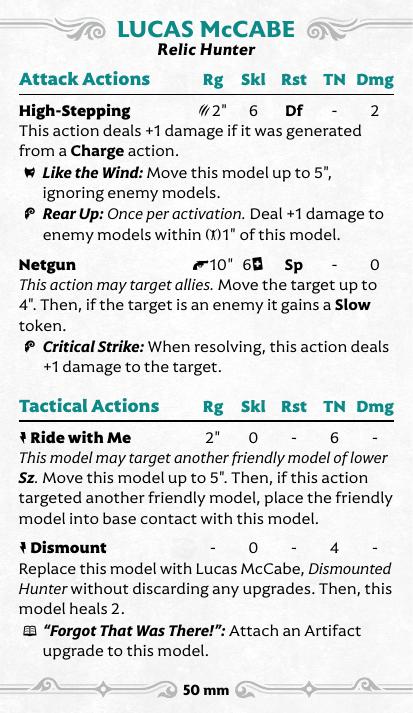 LUCAS McCABE
Relic Hunter
Attack Actions Rg Skl Rst TN Dmg
High-Stepping 2" 6 Df - 2
This action deals +1 damage if it was generated
from a Charge action.
Like the Wind: Move this model up to 5",
ignoring enemy models.
Rear Up: Once per activation. Deal +1 damage to
enemy models within 1" of this model.
Netgun 10" 6 Sp - 0
This action may target allies. Move the target up to
4". Then, if the target is an enemy it gains a Slow
token.
Critical Strike: When resolving, this action deals
+1 damage to the target.
Tactical Actions Rg Skl Rst TN Dmg
Ride with Me 2" 0 - 6 -
This model may target another friendly model of lower
Sz. Move this model up to 5". Then, if this action
targeted another friendly model, place the friendly
model into base contact with this model.
Dismount - 0 - 4 -
Replace this model with Lucas McCabe, Dismounted
Hunter without discarding any upgrades. Then, this
model heals 2.
"Forgot That Was There!": Attach an Artifact
upgrade to this model.
50 mm